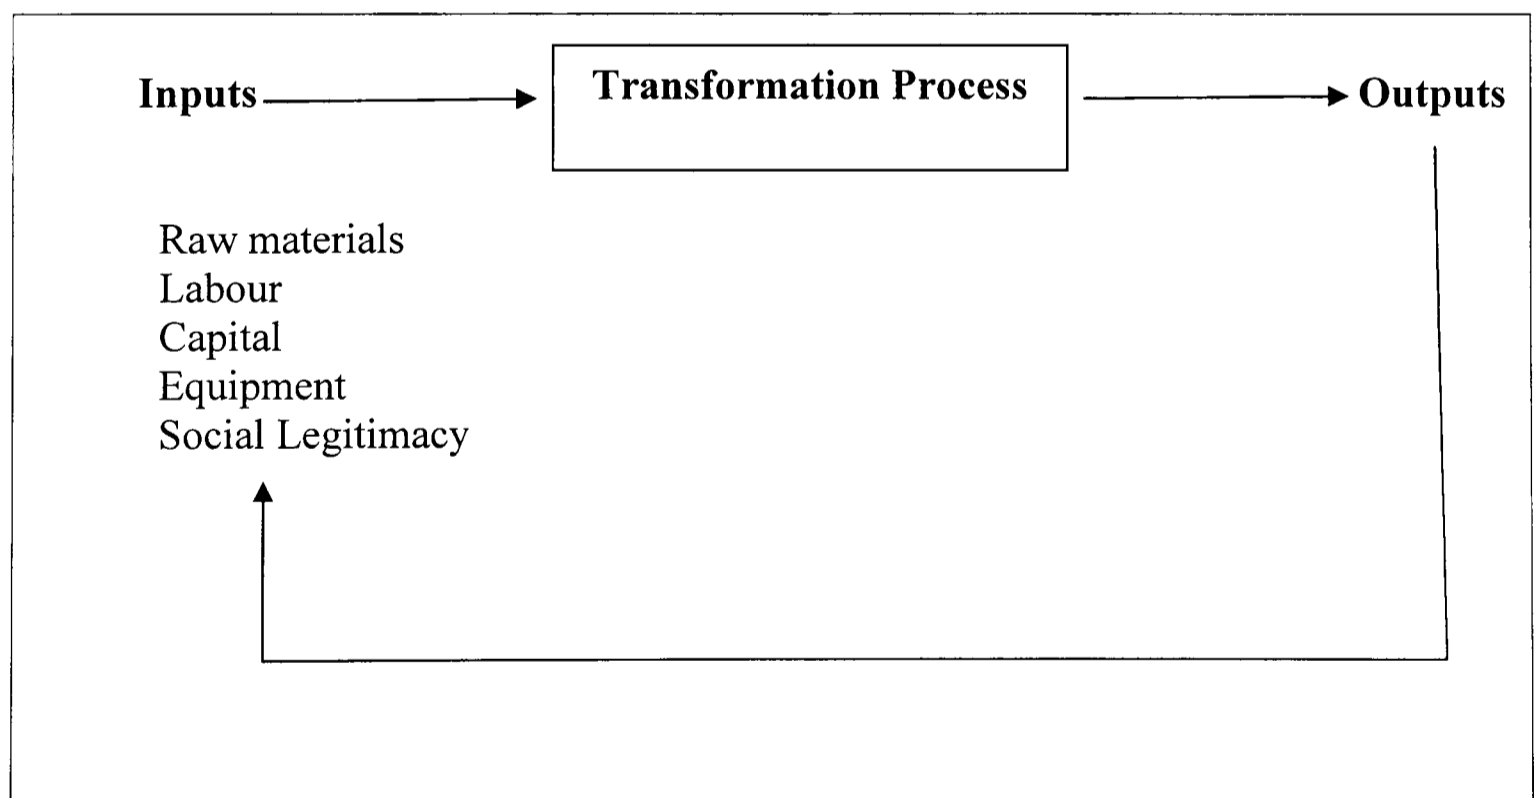 Inputs Transformation Process Outputs
Raw materials
Labour
Capital
Equipment
Social Legitimacy